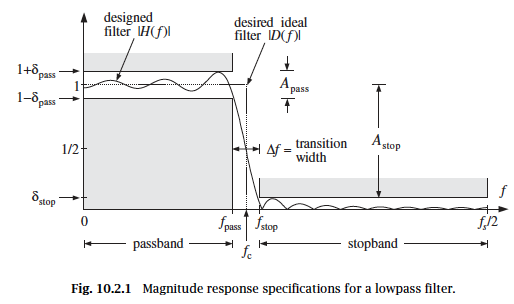 designed
filter |H(f)|
desired ideal
filter |D(f)|
1+δpass
1
1−δpass
Apass
1/2
Δf = transition
width
Astop
δstop
f
0
fpass
fstop
fs/2
passband
fc
stopband
Fig. 10.2.1 Magnitude response specifications for a lowpass filter.